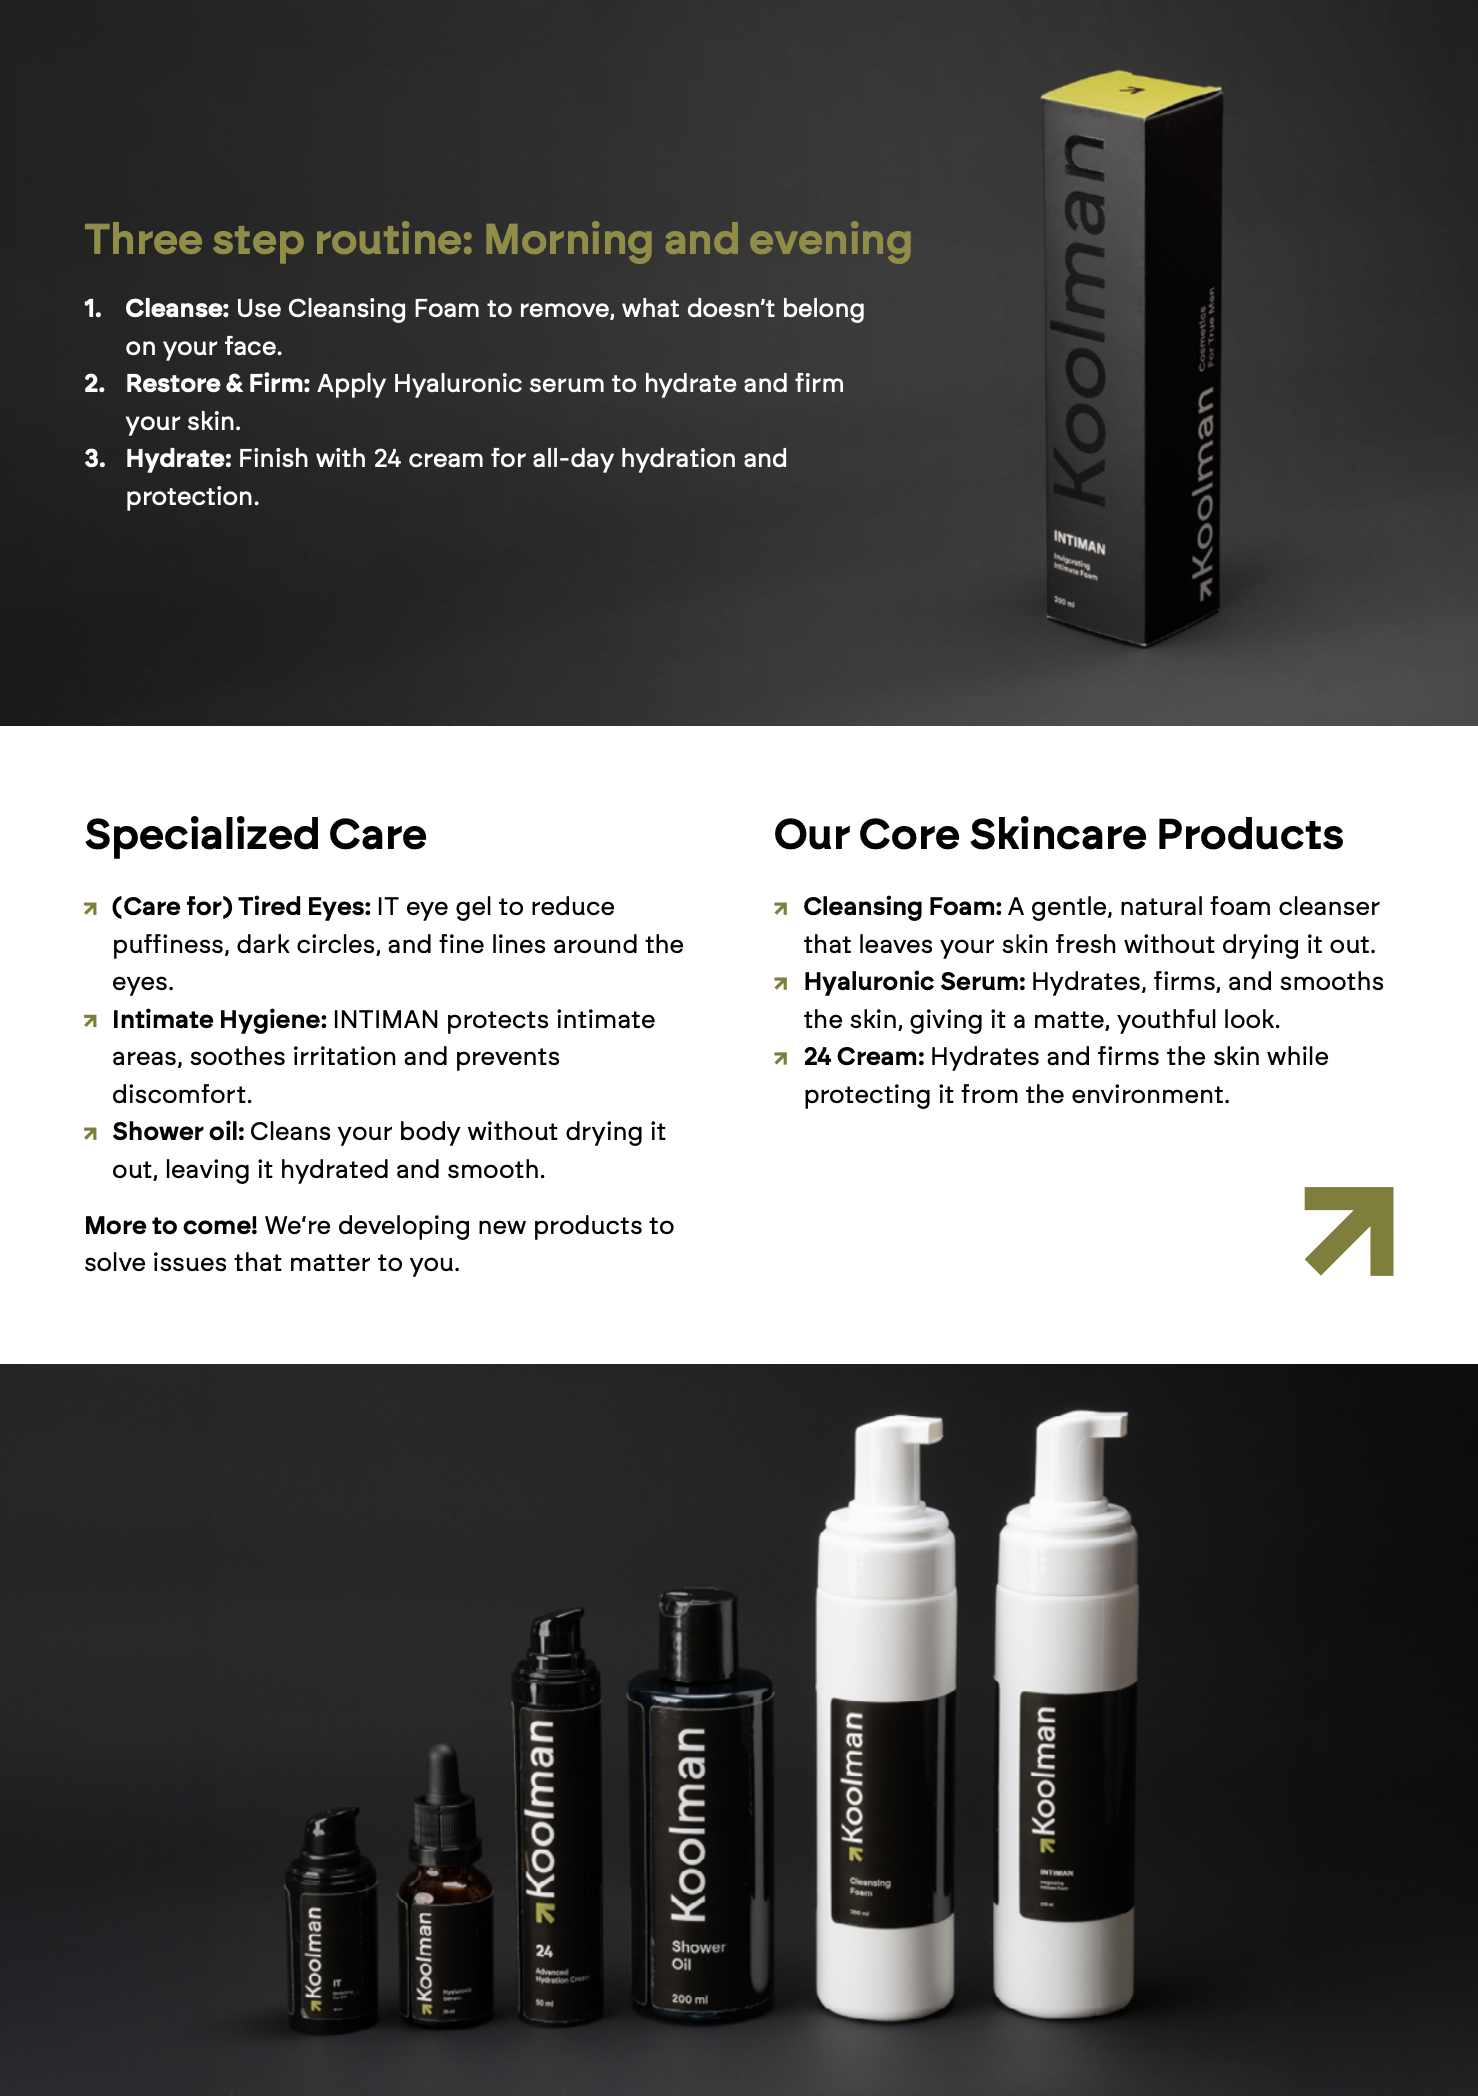 Three step routine: Morning and evening
1. Cleanse: Use Cleansing Foam to remove, what doesn’t belong
on your face.
2. Restore & Firm: Apply Hyaluronic serum to hydrate and firm
your skin.
3. Hydrate: Finish with 24 cream for all-day hydration and
protection.
Koolman
INTIMAN
Invigorating
Intimate Foam
200 ml
Koolman
Cosmetics
For True Men
Specialized Care
(Care for) Tired Eyes: IT eye gel to reduce
puffiness, dark circles, and fine lines around the
eyes.
Intimate Hygiene: INTIMAN protects intimate
areas, soothes irritation and prevents
discomfort.
Shower oil: Cleans your body without drying it
out, leaving it hydrated and smooth.
More to come! We’re developing new products to
solve issues that matter to you.
Our Core Skincare Products
Cleansing Foam: A gentle, natural foam cleanser
that leaves your skin fresh without drying it out.
Hyaluronic Serum: Hydrates, firms, and smooths
the skin, giving it a matte, youthful look.
24 Cream: Hydrates and firms the skin while
protecting it from the environment.
Koolman
IT
Koolman
Hyaluronic
Koolman
24
Advanced
Hydration Cream
50 ml
Koolman
Shower
Oil
200 ml
Koolman
Cleansing
Foam
200 ml
Koolman
INTIMAN